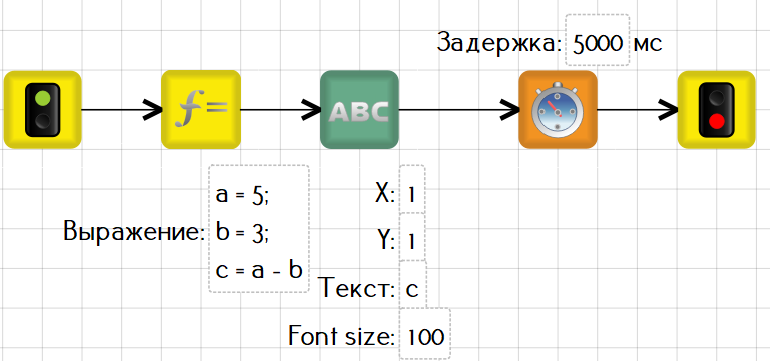 Задержка: 5000 мс
f=
ABC
Выражение:
a = 5;
b = 3;
c = a - b
X: 1
Y: 1
Текст: c
Font size: 100